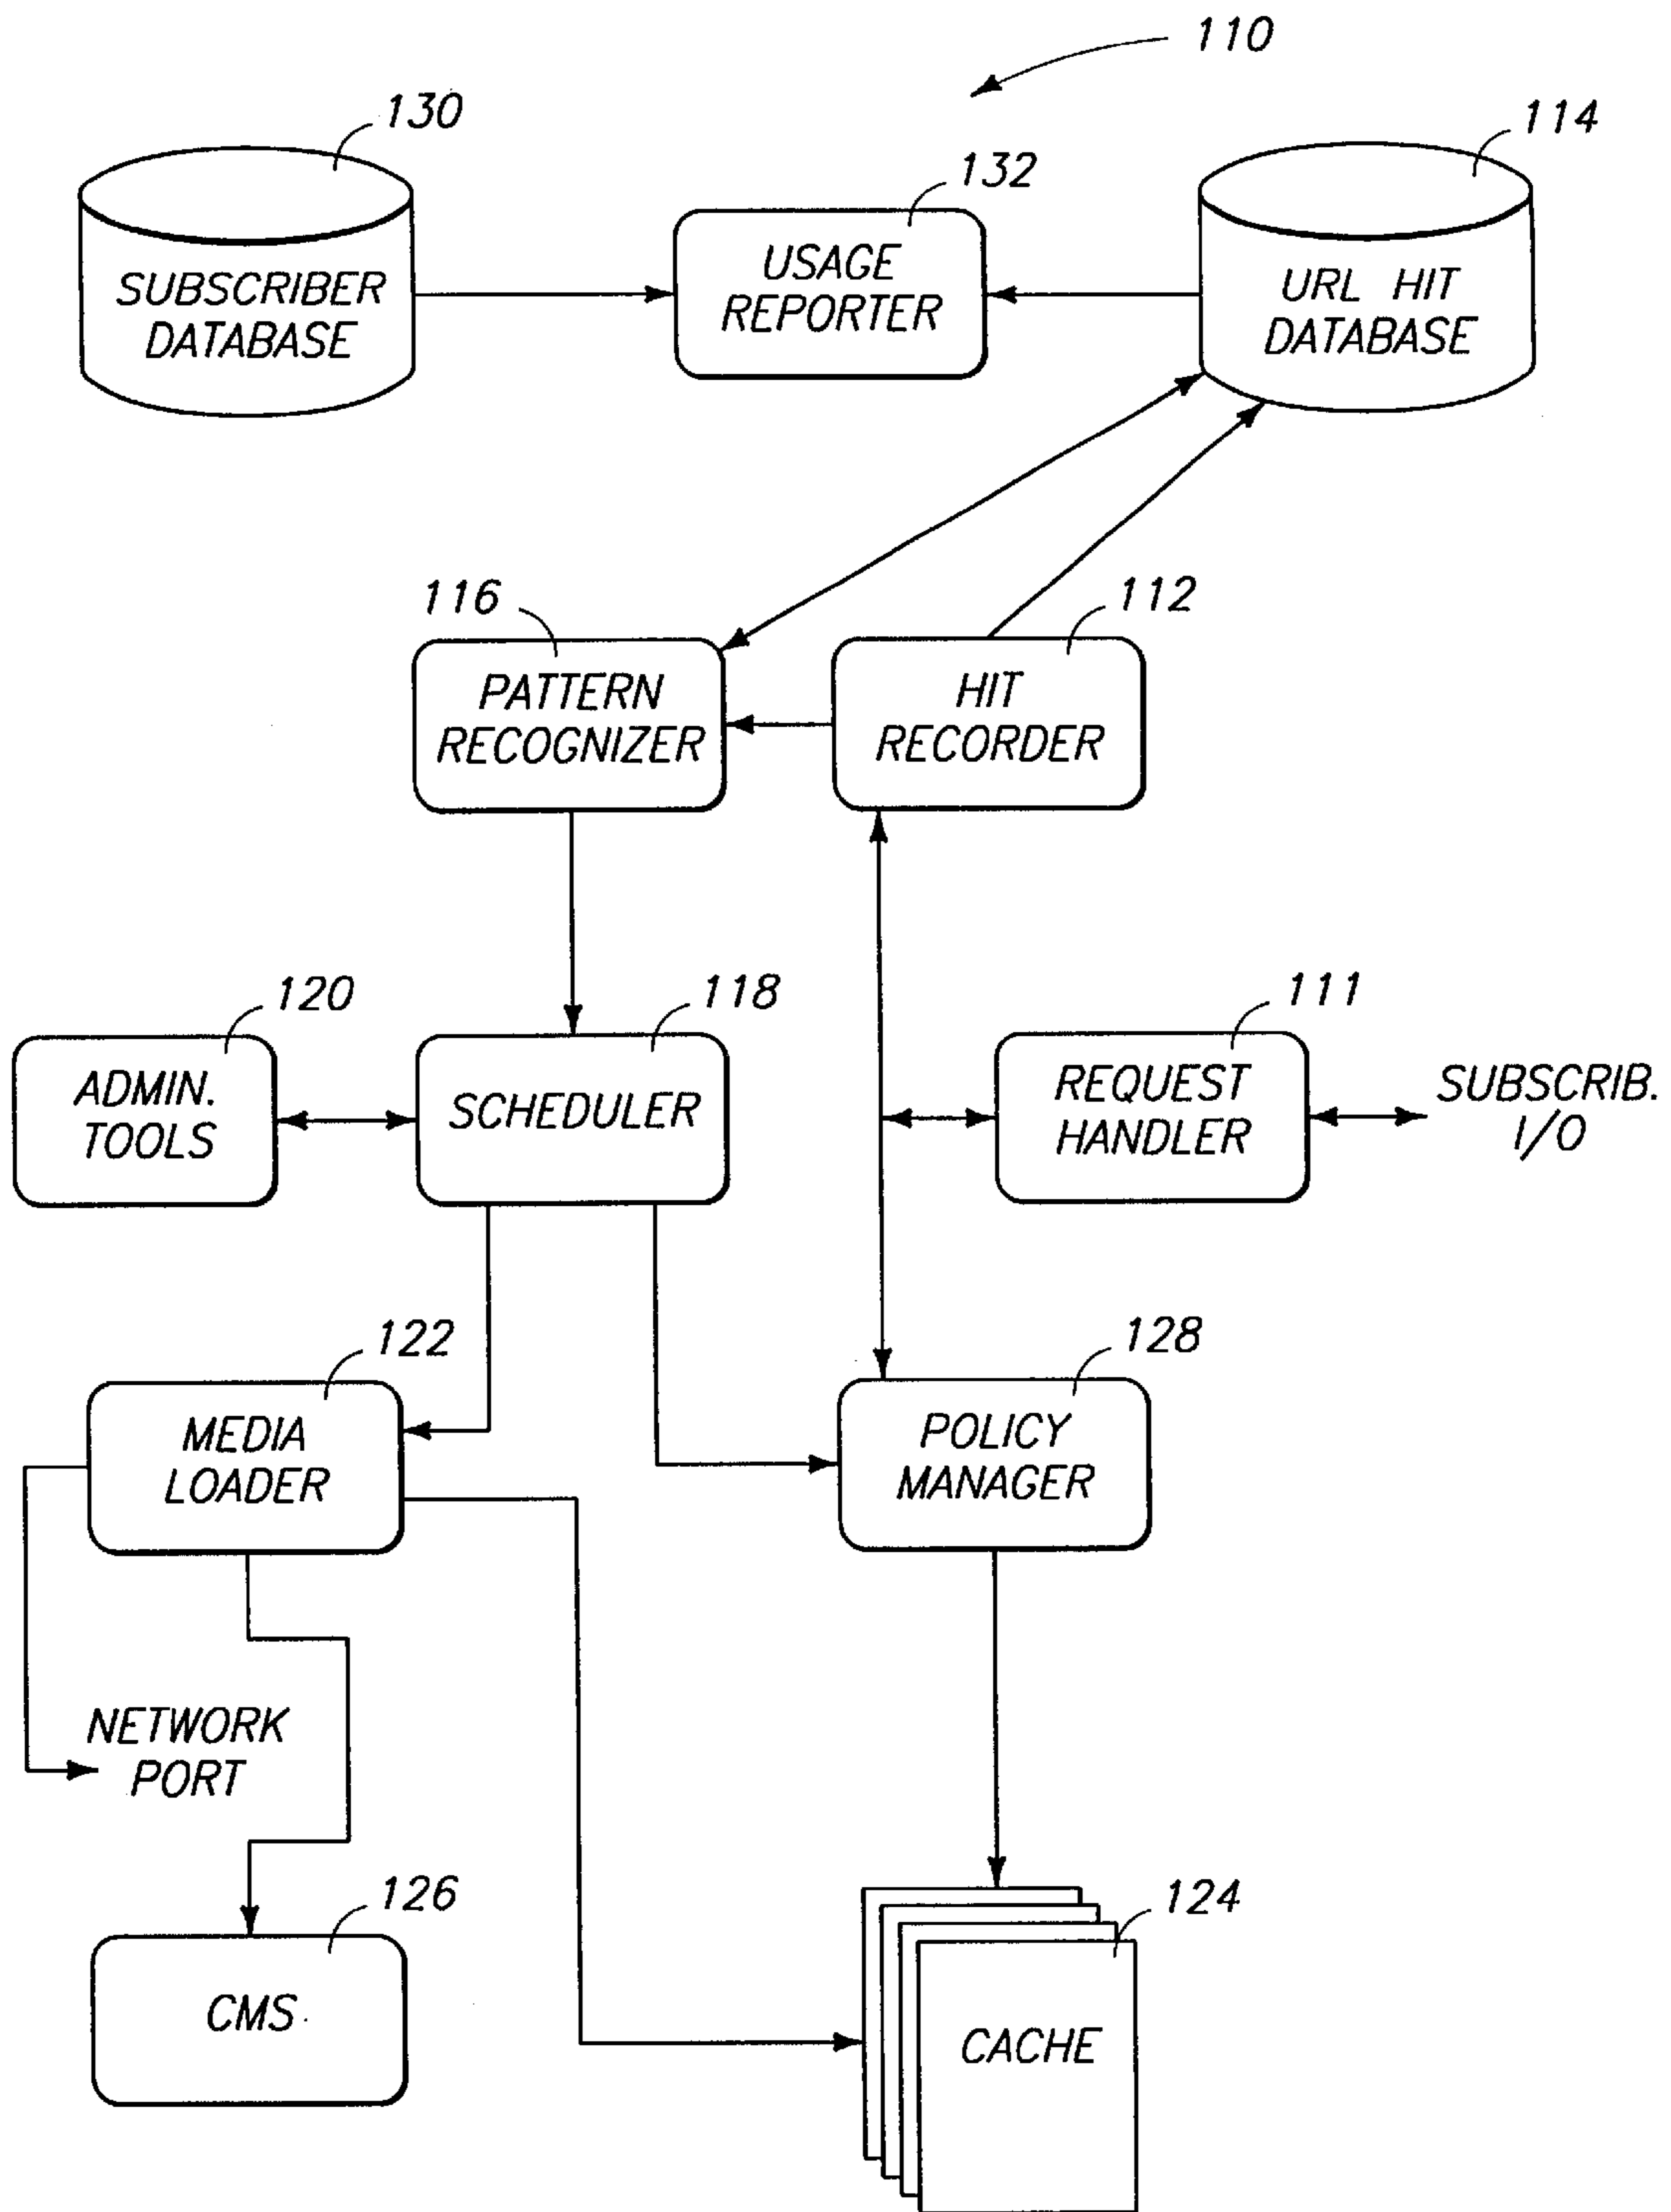 110
130
114
132
SUBSCRIBER
DATABASE
USAGE
REPORTER
URL HIT
DATABASE
116
112
PATTERN
RECOGNIZER
HIT
RECORDER
120
118
111
ADMIN.
TOOLS
SCHEDULER
REQUEST
HANDLER
SUBSCRIB.
I/O
122
128
MEDIA
LOADER
POLICY
MANAGER
NETWORK
PORT
126
124
CMS
CACHE